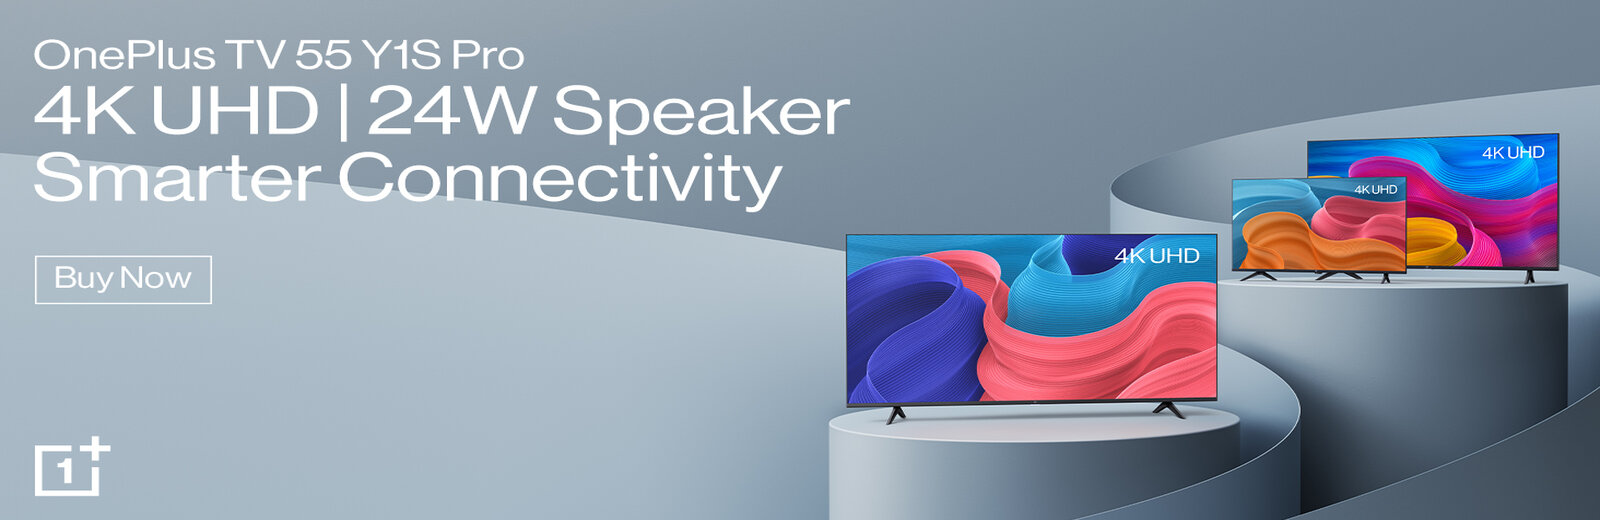 OnePlus TV 55 Y1S Pro
4K UHD | 24W Speaker
Smarter Connectivity
Buy Now
1+
4K UHD
4K UHD
4K UHD